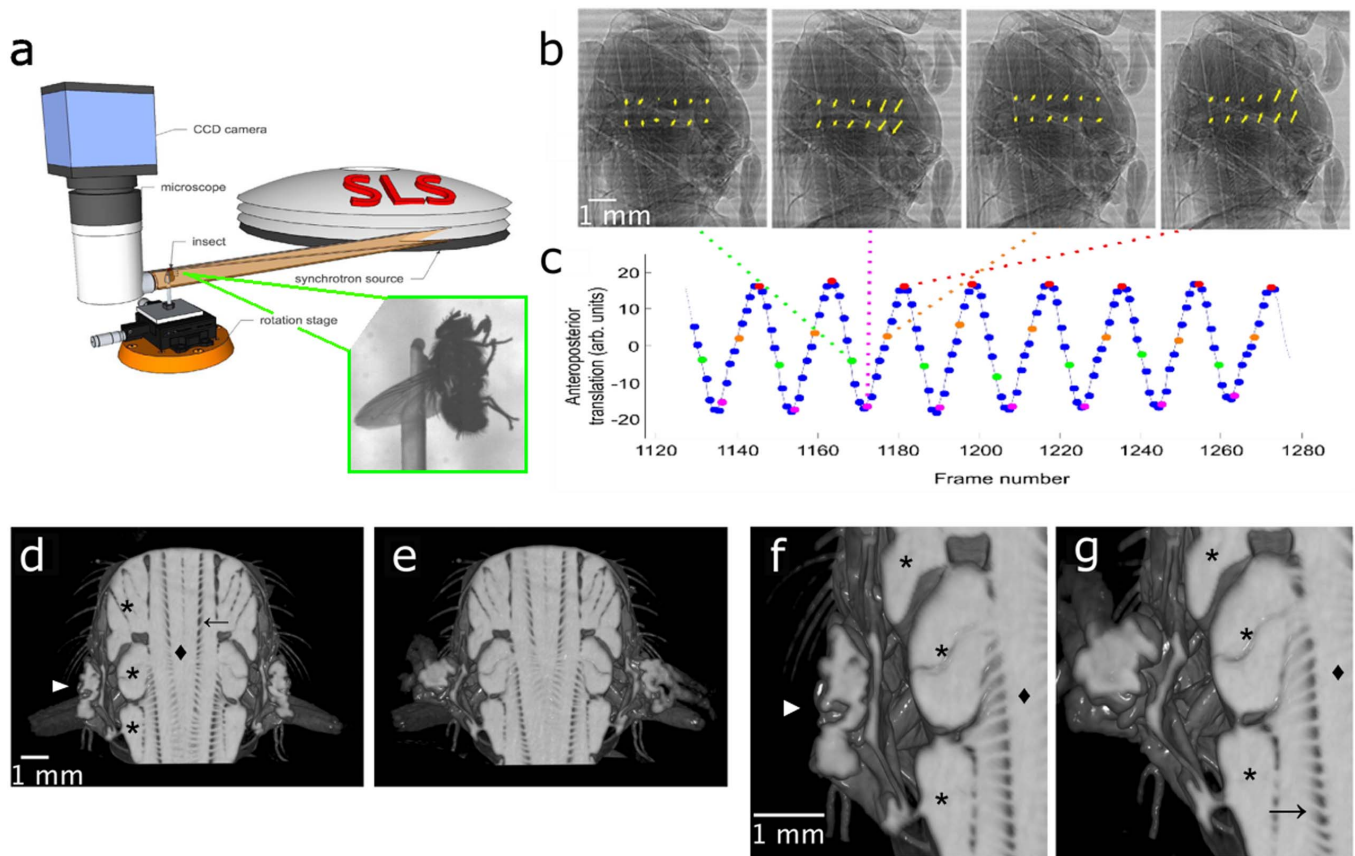 a
CCD camera
microscope
insect
SLS
synchrotron source
rotation stage
b
1 mm
c
Anteroposterior
translation (arb. units)
20
10
0
-10
-20
1120
1140
1160
1180
1200
1220
1240
1260
1280
Frame number
d
*
*
*
1 mm
e
f
*
*
*
1 mm
g
*
*
*